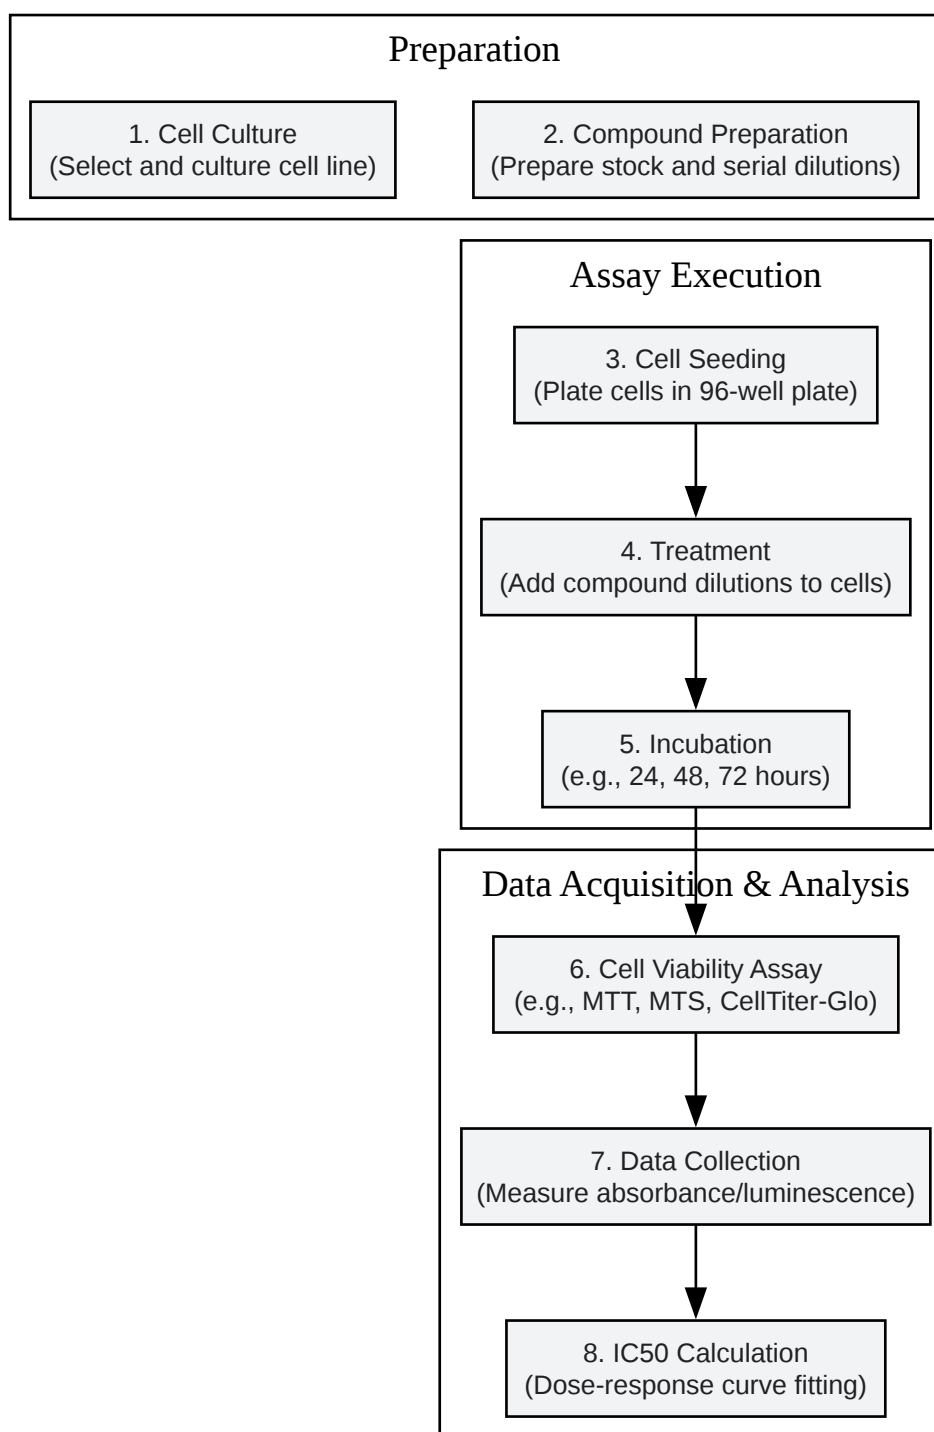 Preparation
1. Cell Culture
(Select and culture cell line)
2. Compound Preparation
(Prepare stock and serial dilutions)
Assay Execution
3. Cell Seeding
(Plate cells in 96-well plate)
4. Treatment
(Add compound dilutions to cells)
5. Incubation
(e.g., 24, 48, 72 hours)
Data Acquisition & Analysis
6. Cell Viability Assay
(e.g., MTT, MTS, CellTiter-Glo)
7. Data Collection
(Measure absorbance/luminescence)
8. IC50 Calculation
(Dose-response curve fitting)